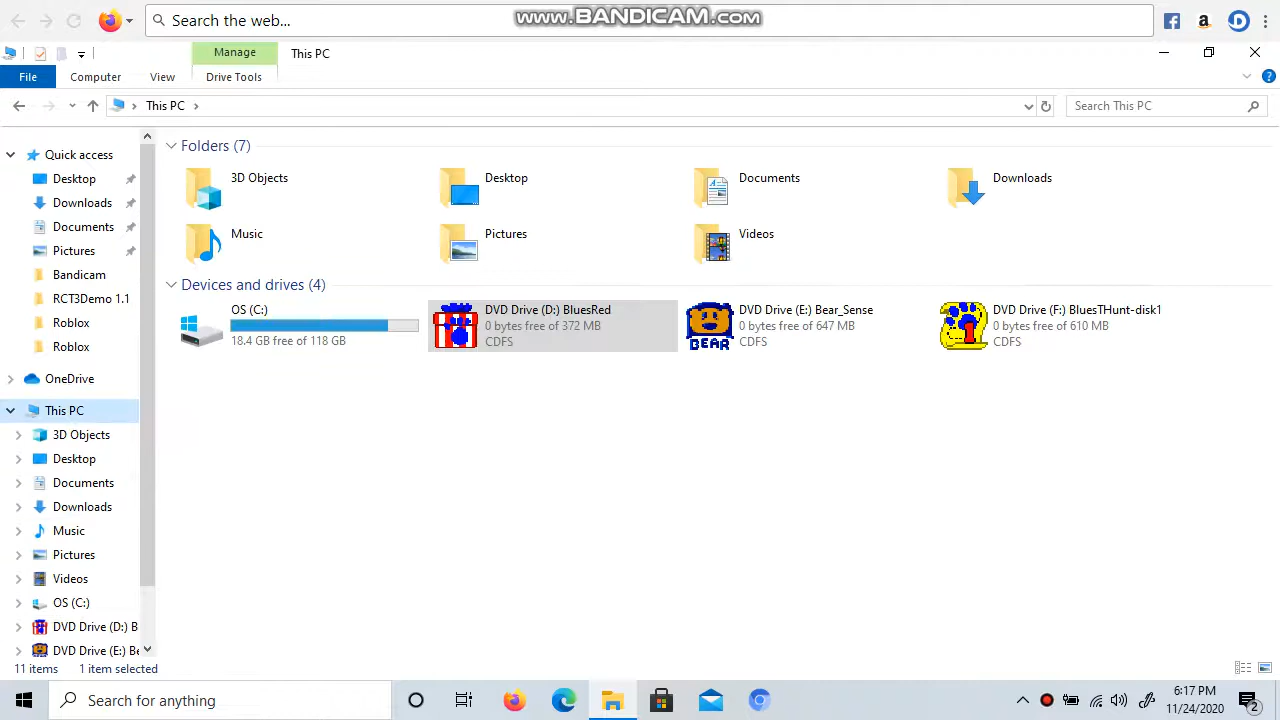 Search the web...
www.BANDICAM.com
Manage
This PC
File
Computer
View
Drive Tools
This PC
Search This PC
Quick access
Desktop
Downloads
Documents
Pictures
Bandicam
RCT3Demo 1.1
Roblox
Roblox
OneDrive
This PC
3D Objects
Desktop
Documents
Downloads
Music
Pictures
Videos
OS (C:)
DVD Drive (D:) B
DVD Drive (E:) Be
Folders (7)
3D Objects
Desktop
Documents
Downloads
Music
Pictures
Videos
Devices and drives (4)
OS (C:)
18.4 GB free of 118 GB
DVD Drive (D:) BluesRed
0 bytes free of 372 MB
CDFS
BEAR
DVD Drive (E:) Bear_Sense
0 bytes free of 647 MB
CDFS
1
DVD Drive (F:) BluesTHunt-disk1
0 bytes free of 610 MB
CDFS
11 items
1 item selected
Search for anything
6:17 PM
11/24/2020
2